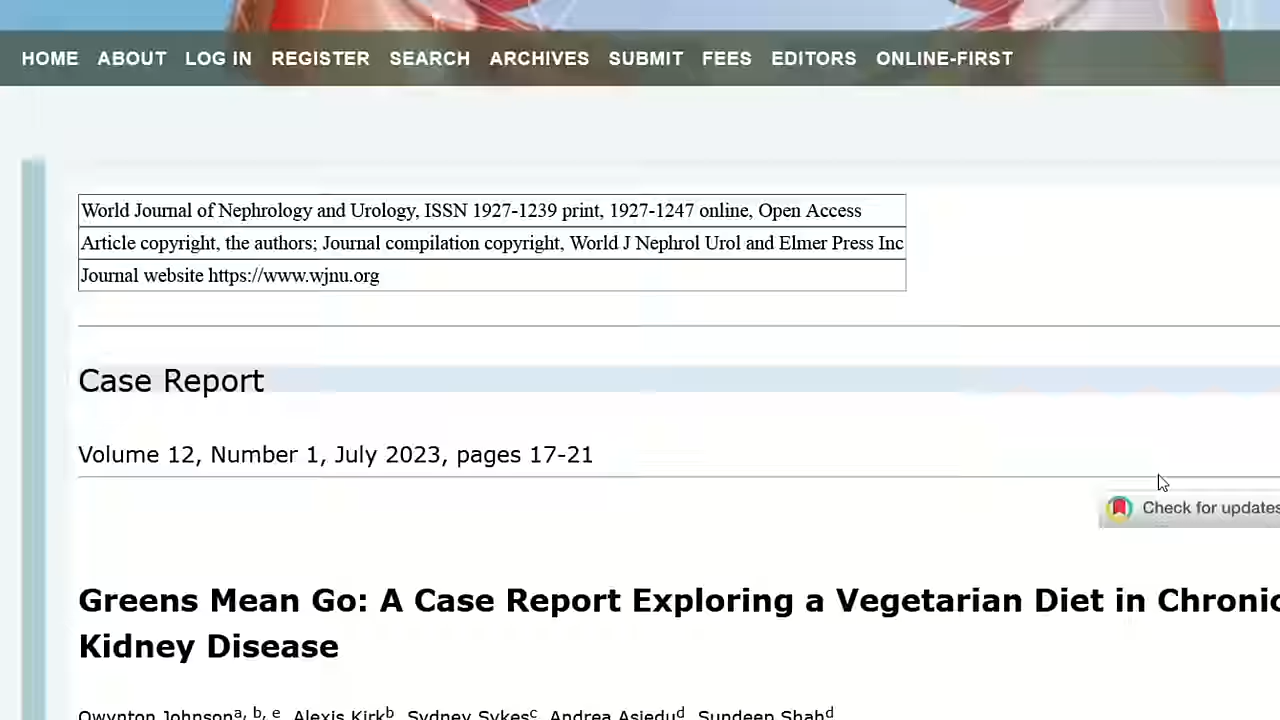 HOME ABOUT LOG IN REGISTER SEARCH ARCHIVES SUBMIT FEES EDITORS ONLINE-FIRST
World Journal of Nephrology and Urology, ISSN 1927-1239 print, 1927-1247 online, Open Access
Article copyright, the authors; Journal compilation copyright, World J Nephrol Urol and Elmer Press Inc
Journal website https://www.wjnu.org
Case Report
Volume 12, Number 1, July 2023, pages 17-21
Check for updates
Greens Mean Go: A Case Report Exploring a Vegetarian Diet in Chronic
Kidney Disease
Qwynton Johnsona, b, e, Alexis Kirkb, Sydney Sykesc, Andrea Asiedud, Sundeep Shahd